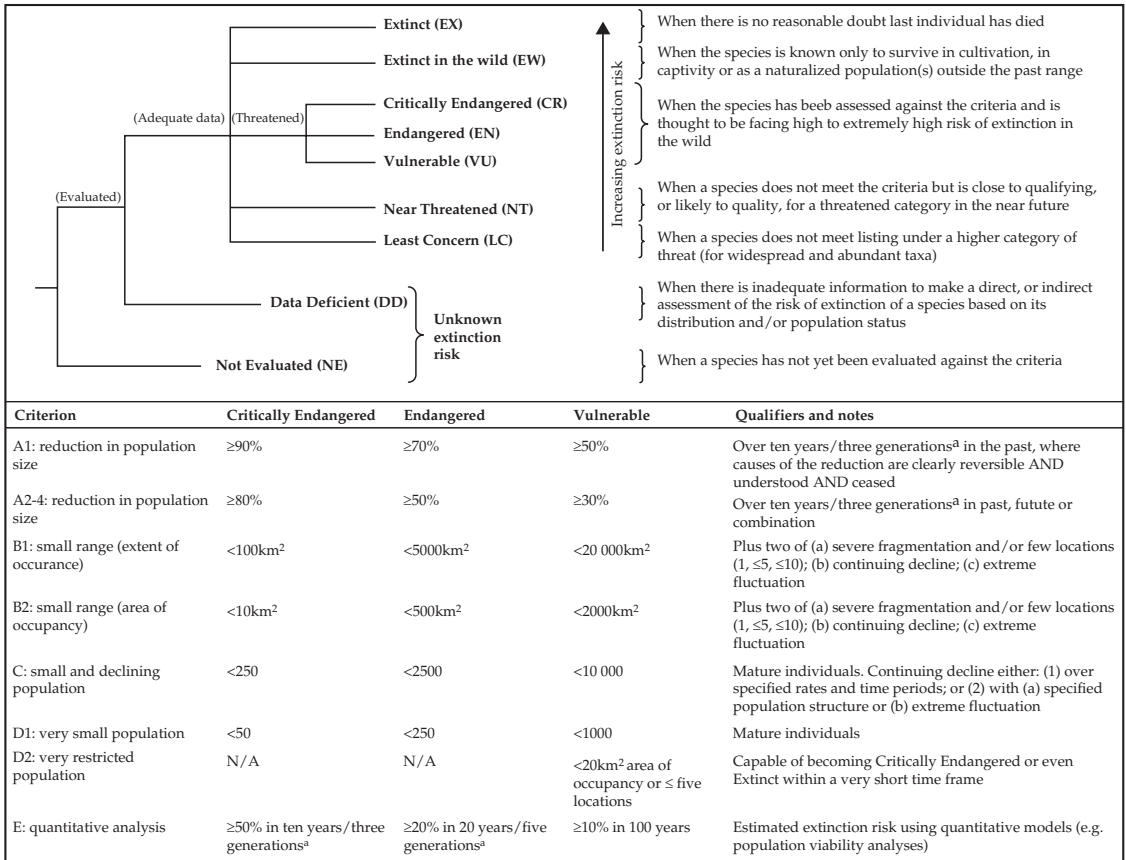 Extinct (EX)
When there is no reasonable doubt last individual has died
Extinct in the wild (EW)
When the species is known only to survive in cultivation, in
captivity or as a naturalized population(s) outside the past range
(Adequate data) (Threatened)
Critically Endangered (CR)
Endangered (EN)
Vulnerable (VU)
When the species has beeb assessed against the criteria and is
thought to be facing high to extremely high risk of extinction in
the wild
Increasing extinction risk
(Evaluated)
Near Threatened (NT)
When a species does not meet the criteria but is close to qualifying,
or likely to quality, for a threatened category in the near future
Least Concern (LC)
When a species does not meet listing under a higher category of
threat (for widespread and abundant taxa)
Data Deficient (DD)
Unknown
extinction
risk
When there is inadequate information to make a direct, or indirect
assessment of the risk of extinction of a species based on its
distribution and/or population status
Not Evaluated (NE)
When a species has not yet been evaluated against the criteria
Criterion Critically Endangered Endangered Vulnerable Qualifiers and notes
A1: reduction in population
size
≥90%
≥70%
≥50%
Over ten years/three generationsᵃ in the past, where
causes of the reduction are clearly reversible AND
understood AND ceased
A2-4: reduction in population
size
≥80%
≥50%
≥30%
Over ten years/three generationsᵃ in past, futute or
combination
B1: small range (extent of
occurance)
<100km²
<5000km²
<20 000km²
Plus two of (a) severe fragmentation and/or few locations
(1, ≤5, ≤10); (b) continuing decline; (c) extreme
fluctuation
B2: small range (area of
occupancy)
<10km²
<500km²
<2000km²
Plus two of (a) severe fragmentation and/or few locations
(1, ≤5, ≤10); (b) continuing decline; (c) extreme
fluctuation
C: small and declining
population
<250
<2500
<10 000
Mature individuals. Continuing decline either: (1) over
specified rates and time periods; or (2) with (a) specified
population structure or (b) extreme fluctuation
D1: very small population
<50
<250
<1000
Mature individuals
D2: very restricted
population
N/A
N/A
<20km² area of
occupancy or ≤ five
locations
Capable of becoming Critically Endangered or even
Extinct within a very short time frame
E: quantitative analysis
≥50% in ten years/three
generationsᵃ
≥20% in 20 years/five
generationsᵃ
≥10% in 100 years
Estimated extinction risk using quantitative models (e.g.
population viability analyses)